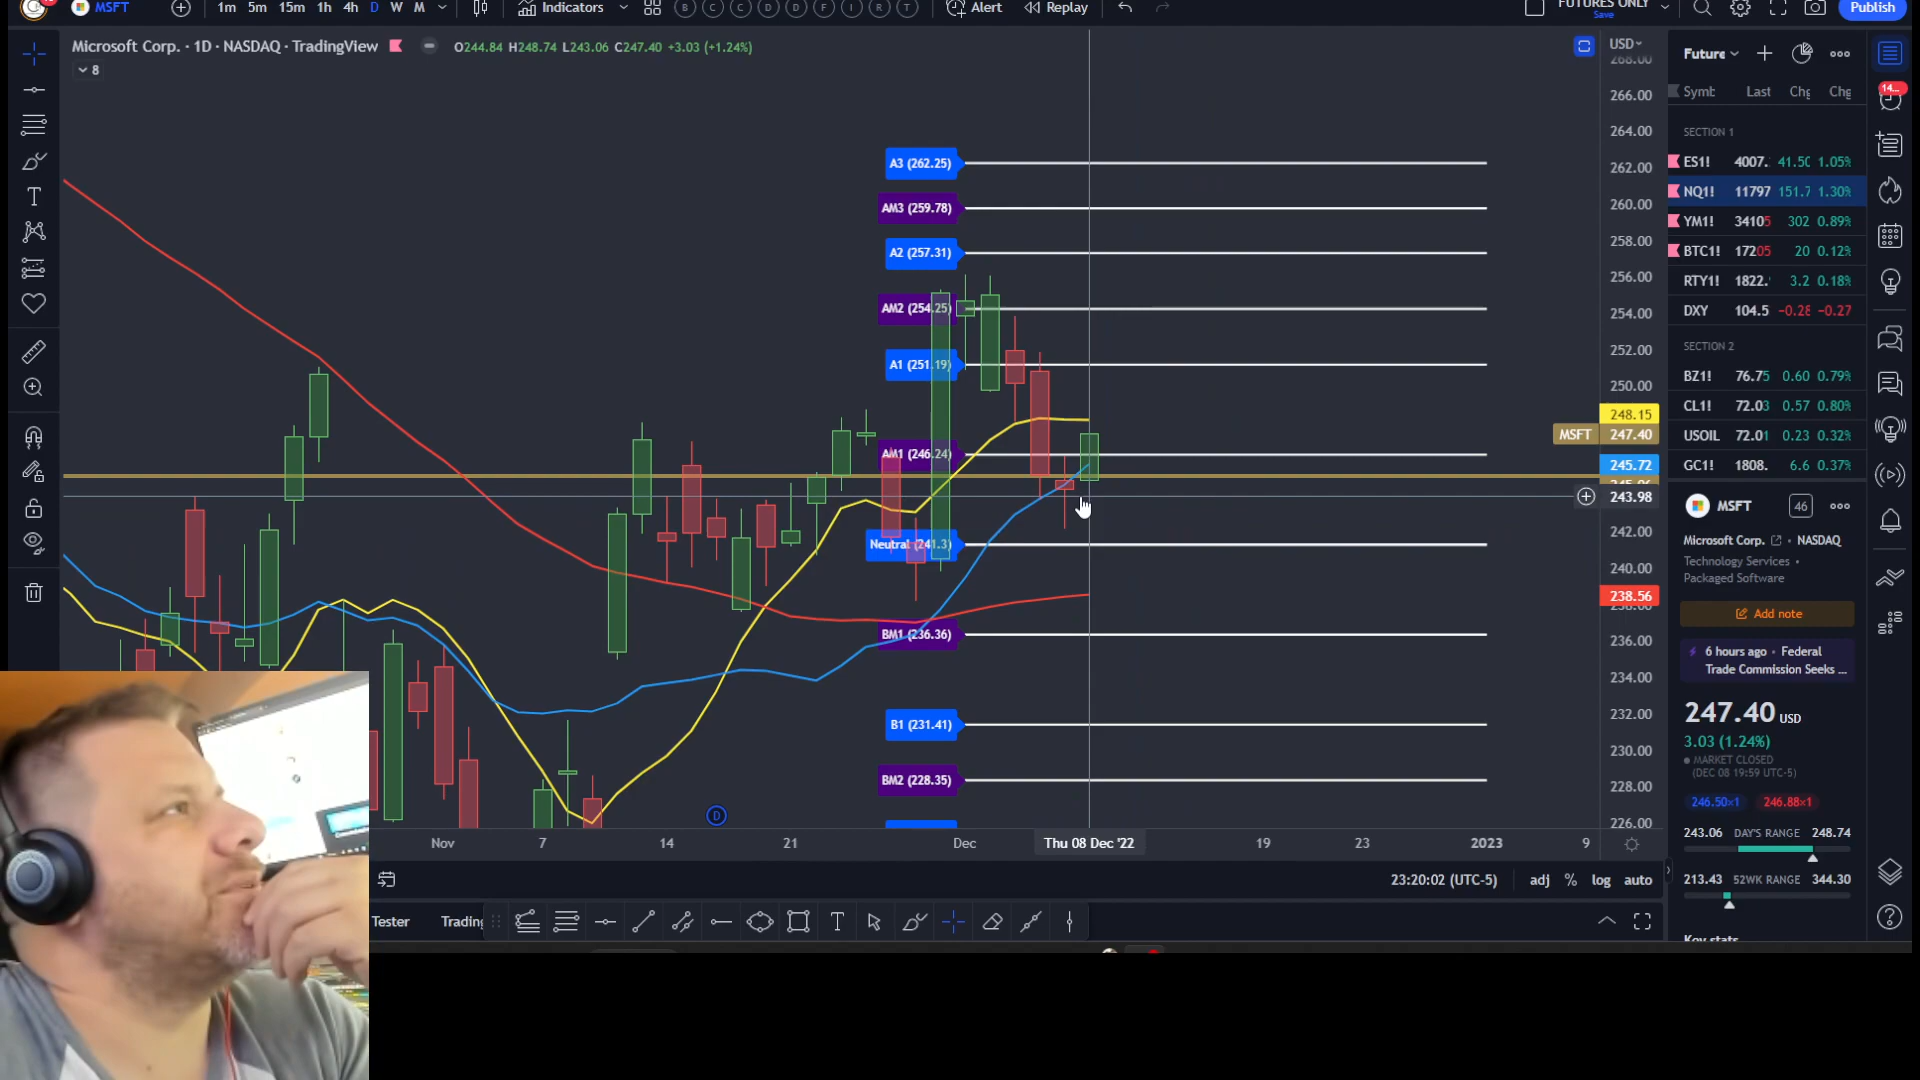 MSFT 1m 5m 15m 1h 4h D W M Indicators Alert Replay FUTURES ONLY Save Publish
Microsoft Corp. · 1D · NASDAQ · TradingView O244.84 H248.74 L243.06 C247.40 +3.03 (+1.24%)
8
USD
268.00
266.00
264.00
262.00
260.00
258.00
256.00
254.00
252.00
250.00
248.15
MSFT 247.40
245.72
243.98
242.00
240.00
238.56
238.00
236.00
234.00
232.00
230.00
228.00
226.00
A3 (262.25)
AM3 (259.78)
A2 (257.31)
AM2 (254.25)
A1 (251.19)
AM1 (246.24)
Neutral (241.3)
BM1 (236.36)
B1 (231.41)
BM2 (228.35)
D
Nov 7 14 21 Dec Thu 08 Dec '22 19 23 2023 9
23:20:02 (UTC-5) adj % log auto
Tester Trading
Future
Symb Last Chg Chg
SECTION 1
ES1! 4007. 41.50 1.05%
NQ1! 11797 151.7 1.30%
YM1! 34105 302 0.89%
BTC1! 17205 20 0.12%
RTY1! 1822. 3.2 0.18%
DXY 104.5 -0.28 -0.27
SECTION 2
BZ1! 76.75 0.60 0.79%
CL1! 72.03 0.57 0.80%
USOIL 72.01 0.23 0.32%
GC1! 1808. 6.6 0.37%
MSFT 46
Microsoft Corp. · NASDAQ
Technology Services ·
Packaged Software
Add note
6 hours ago · Federal
Trade Commission Seeks ...
247.40 USD
3.03 (1.24%)
MARKET CLOSED
(DEC 08 19:59 UTC-5)
246.50×1 246.88×1
243.06 DAY'S RANGE 248.74
213.43 52WK RANGE 344.30
Key stats
14...